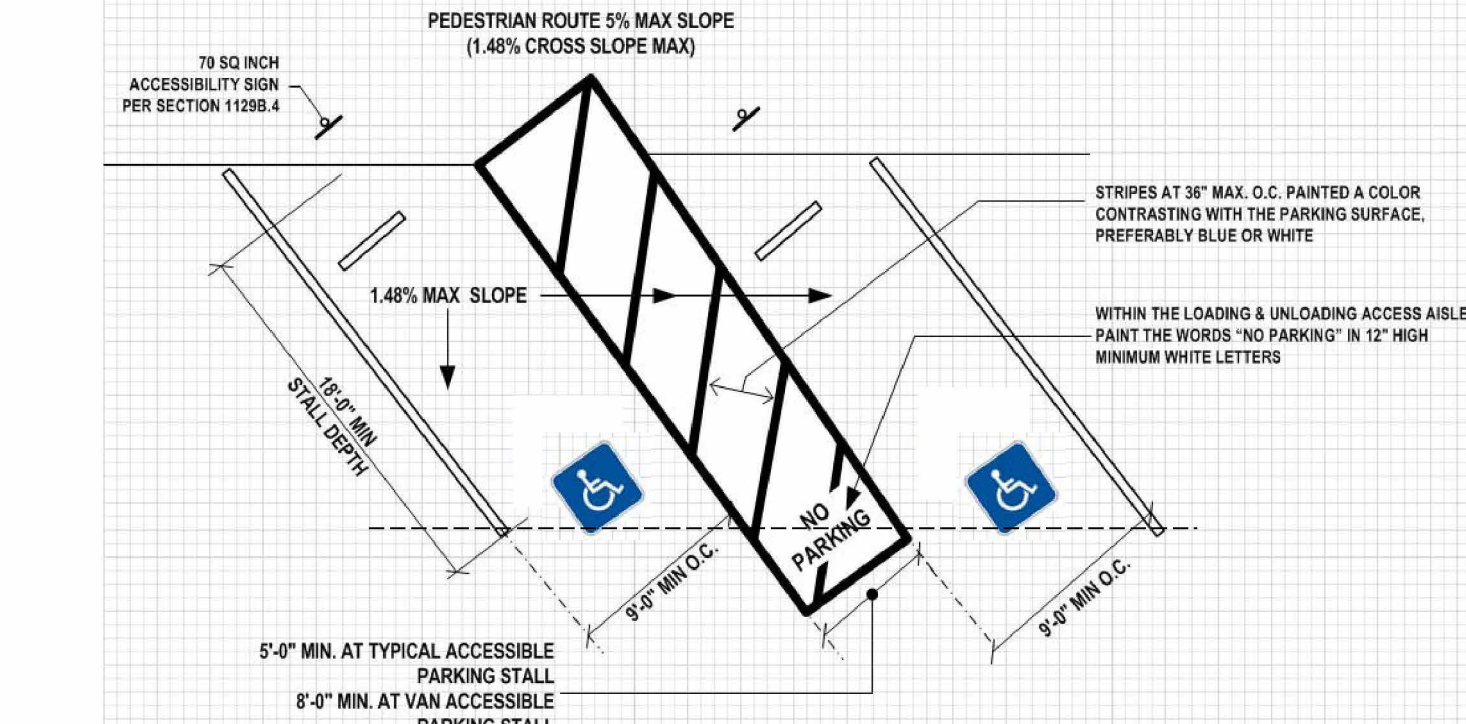 PEDESTRIAN ROUTE 5% MAX SLOPE
(1.48% CROSS SLOPE MAX)
70 SQ INCH
ACCESSIBILITY SIGN
PER SECTION 1129B.4
STRIPES AT 36" MAX. O.C. PAINTED A COLOR
CONTRASTING WITH THE PARKING SURFACE,
PREFERABLY BLUE OR WHITE
1.48% MAX SLOPE
WITHIN THE LOADING & UNLOADING ACCESS AISLE
PAINT THE WORDS “NO PARKING” IN 12" HIGH
MINIMUM WHITE LETTERS
18'-0" MIN
STALL DEPTH
NO
PARKING
9'-0" MIN O.C.
9'-0" MIN O.C.
5'-0" MIN. AT TYPICAL ACCESSIBLE
PARKING STALL
8'-0" MIN. AT VAN ACCESSIBLE
PARKING STALL